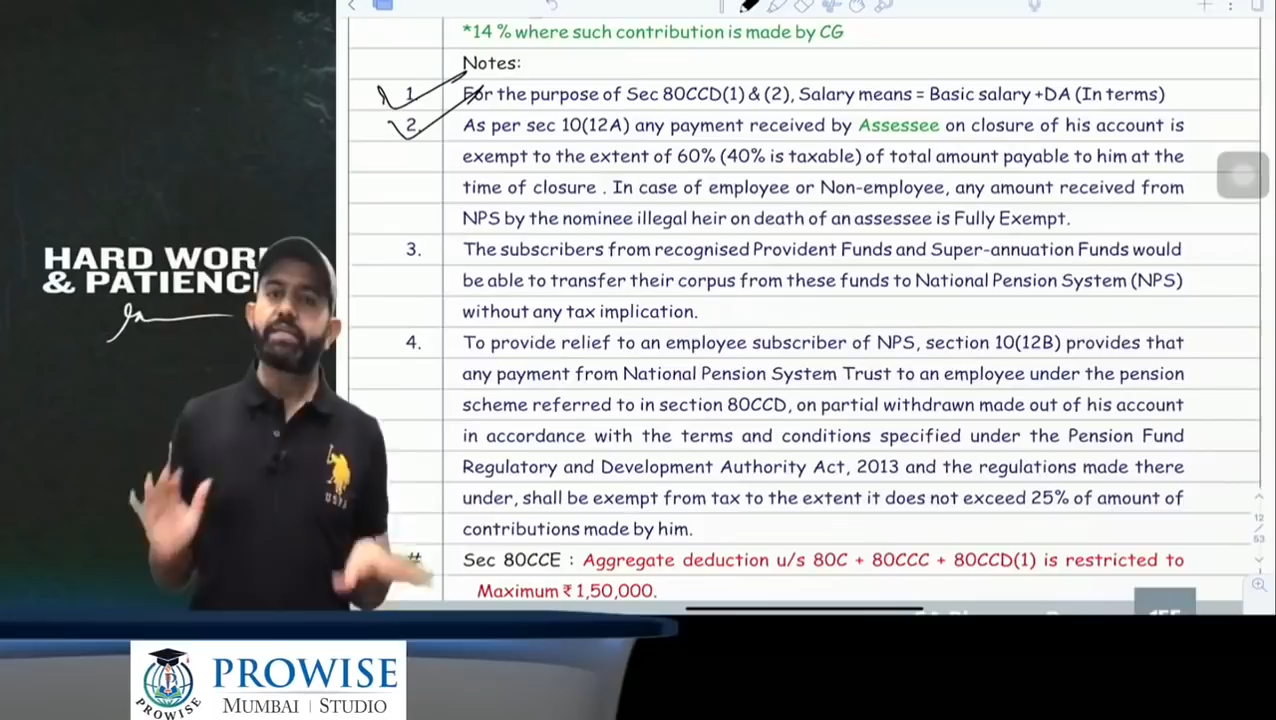 *14 % where such contribution is made by CG
Notes:
1. For the purpose of Sec 80CCD(1) & (2), Salary means = Basic salary +DA (In terms)
2. As per sec 10(12A) any payment received by Assessee on closure of his account is
exempt to the extent of 60% (40% is taxable) of total amount payable to him at the
time of closure . In case of employee or Non-employee, any amount received from
NPS by the nominee illegal heir on death of an assessee is Fully Exempt.
3. The subscribers from recognised Provident Funds and Super-annuation Funds would
be able to transfer their corpus from these funds to National Pension System (NPS)
without any tax implication.
4. To provide relief to an employee subscriber of NPS, section 10(12B) provides that
any payment from National Pension System Trust to an employee under the pension
scheme referred to in section 80CCD, on partial withdrawn made out of his account
in accordance with the terms and conditions specified under the Pension Fund
Regulatory and Development Authority Act, 2013 and the regulations made there
under, shall be exempt from tax to the extent it does not exceed 25% of amount of
contributions made by him.
# Sec 80CCE : Aggregate deduction u/s 80C + 80CCC + 80CCD(1) is restricted to
Maximum ₹ 1,50,000.
12
53
HARD WOR
& PATIENC
USPA
PROWISE
PROWISE
MUMBAI | STUDIO